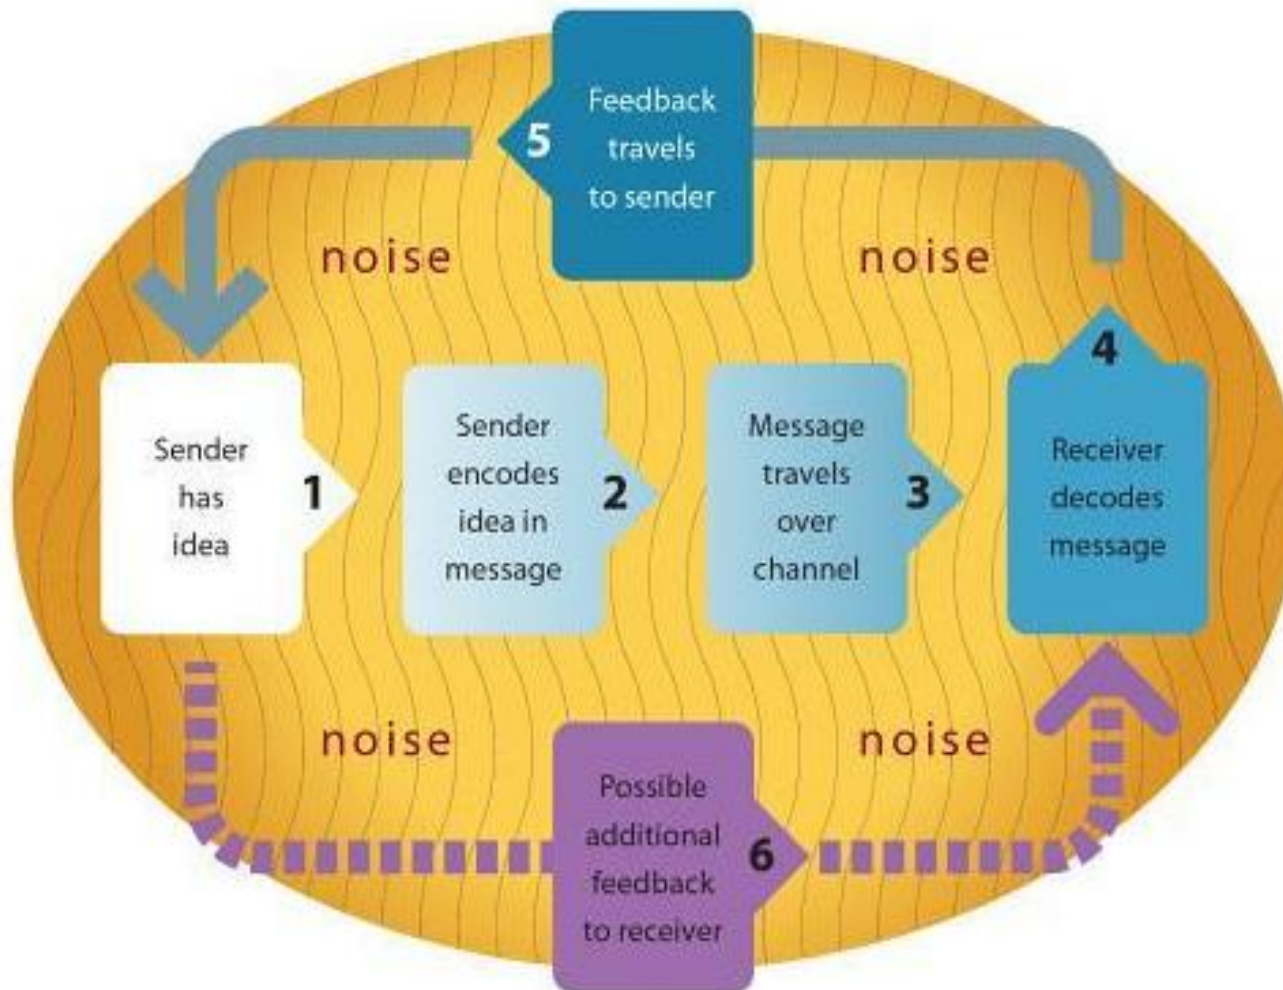 Feedback
travels
to sender
5
noise
noise
4
Sender
has
idea
1
Sender
encodes
idea in
message
2
Message
travels
over
channel
3
Receiver
decodes
message
noise
noise
Possible
additional
feedback
to receiver
6